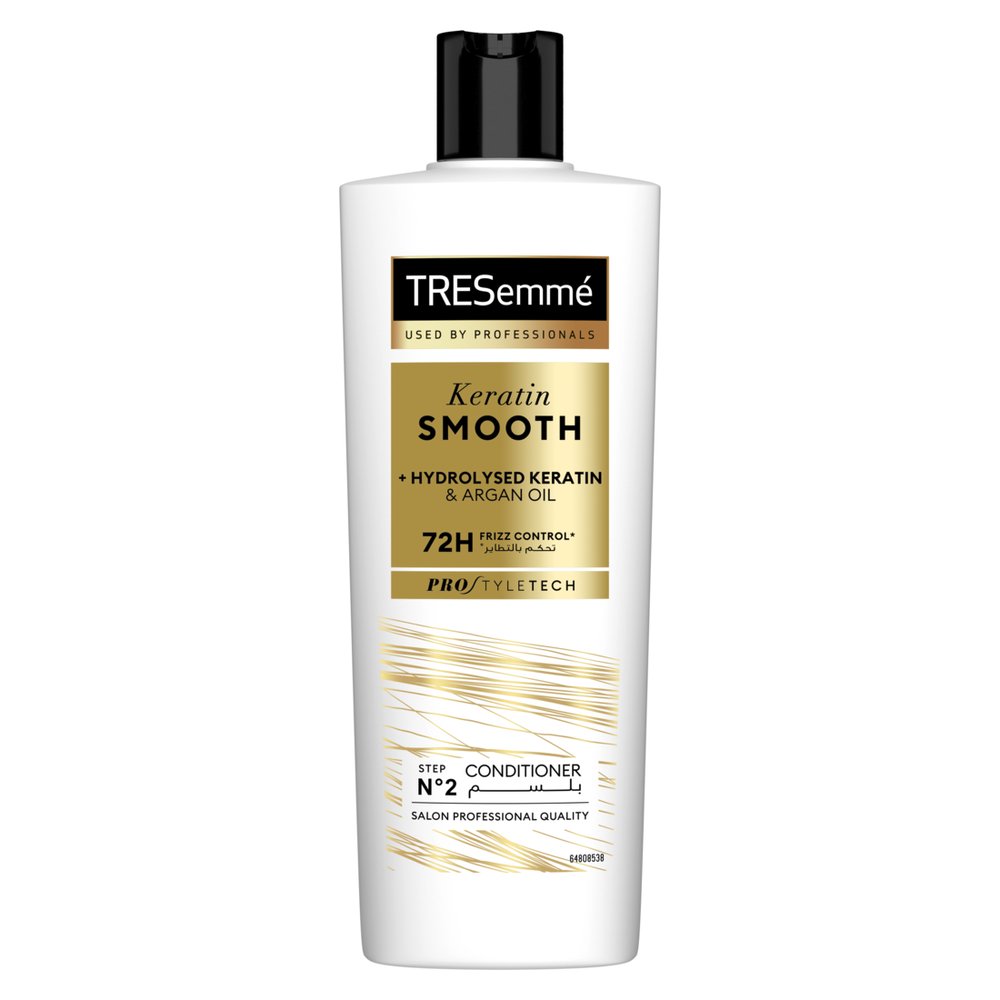 TRESemmé
USED BY PROFESSIONALS
Keratin
SMOOTH
+ HYDROLYSED KERATIN
& ARGAN OIL
72H FRIZZ CONTROL*
تحكم بالتطاير*
PROSTYLETECH
STEP
N°2
CONDITIONER
بلسم
SALON PROFESSIONAL QUALITY
64808538